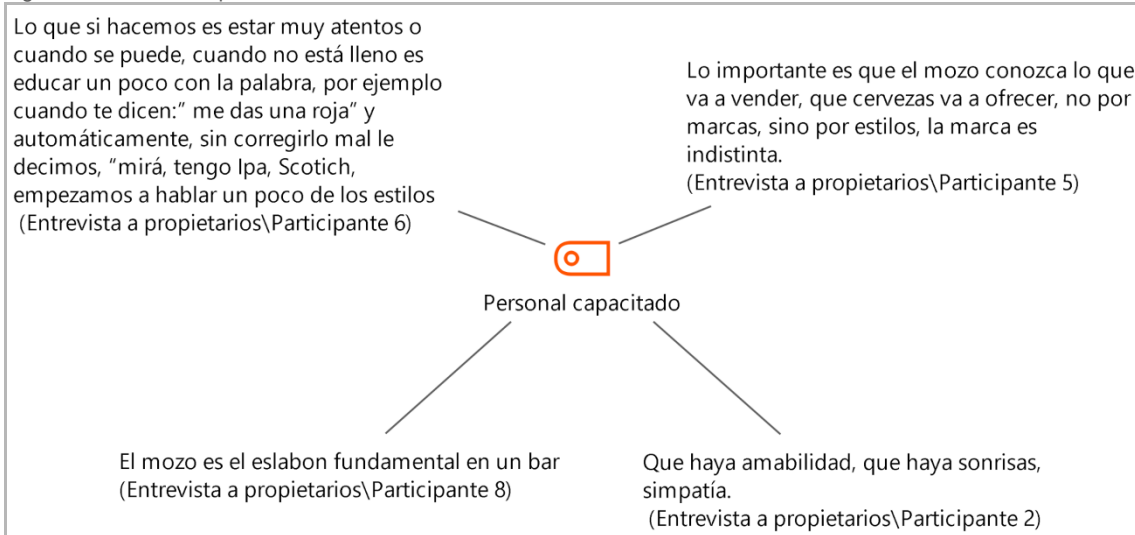 Lo que si hacemos es estar muy atentos o
cuando se puede, cuando no está lleno es
educar un poco con la palabra, por ejemplo
cuando te dicen:” me das una roja” y
automáticamente, sin corregirlo mal le
decimos, “mirá, tengo Ipa, Scotich,
empezamos a hablar un poco de los estilos
(Entrevista a propietarios\Participante 6)
Lo importante es que el mozo conozca lo que
va a vender, que cervezas va a ofrecer, no por
marcas, sino por estilos, la marca es
indistinta.
(Entrevista a propietarios\Participante 5)
Personal capacitado
El mozo es el eslabon fundamental en un bar
(Entrevista a propietarios\Participante 8)
Que haya amabilidad, que haya sonrisas,
simpatía.
(Entrevista a propietarios\Participante 2)